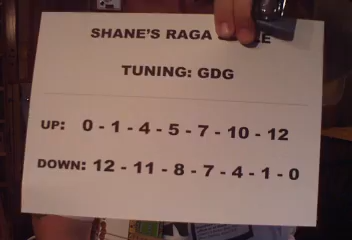 SHANE'S RAGA
TUNING: GDG
UP: 0 - 1 - 4 - 5 - 7 - 10 - 12
DOWN: 12 - 11 - 8 - 7 - 4 - 1 - 0